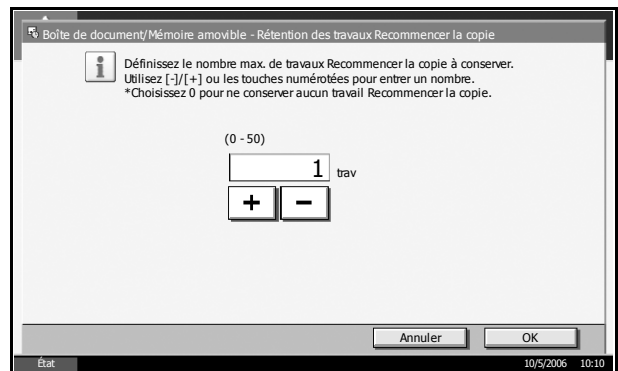 Boîte de document/Mémoire amovible - Rétention des travaux Recommencer la copie
Définissez le nombre max. de travaux Recommencer la copie à conserver.
Utilisez [-]/[+] ou les touches numérotées pour entrer un nombre.
*Choisissez 0 pour ne conserver aucun travail Recommencer la copie.
(0 - 50)
1 trav
+ −
Annuler OK
État 10/5/2006 10:10